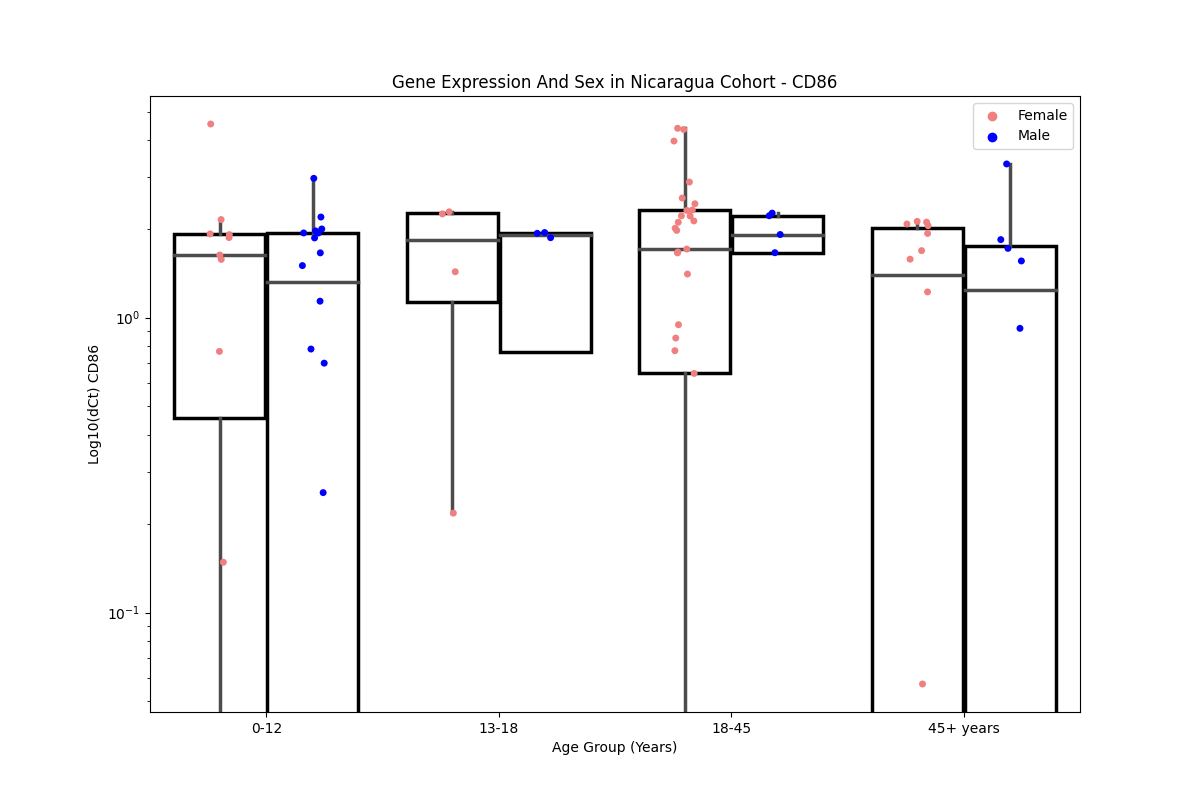 Gene Expression And Sex in Nicaragua Cohort - CD86
Female
Male
Log10(dCt) CD86
10⁰
10⁻¹
0-12
13-18
18-45
45+ years
Age Group (Years)